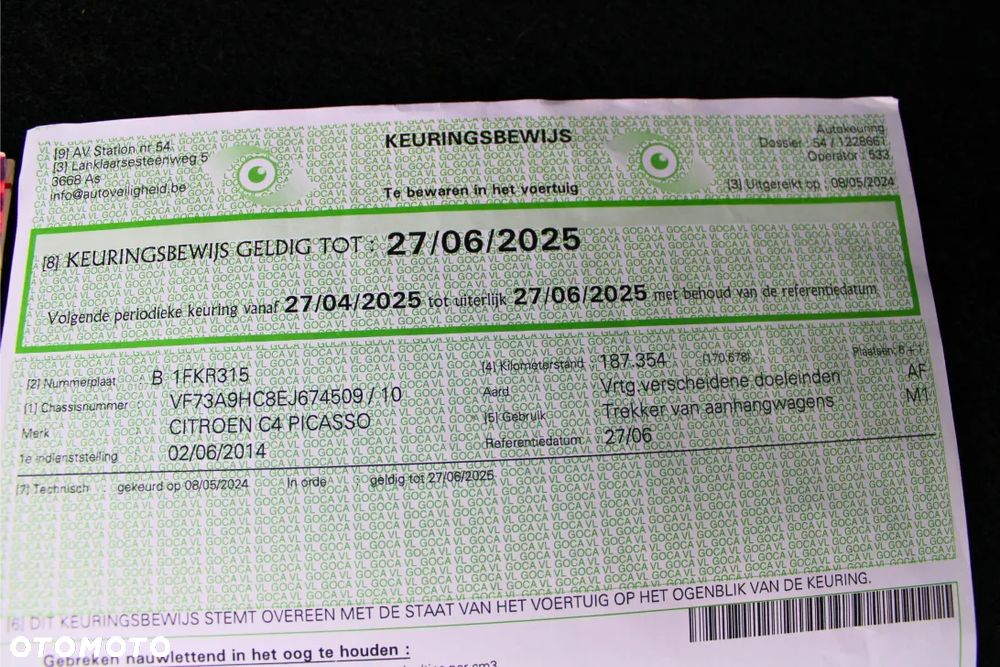 KEURINGSBEWIJS
Te bewaren in het voertuig
[9] AV Station nr 54
[3] Lanklaarsesteenweg 5
3668 As
info@autoveiligheid.be
Autokeuring
Dossier : 54 / 1228661
Operator : 533
[3] Uitgereikt op : 08/05/2024
[8] KEURINGSBEWIJS GELDIG TOT : 27/06/2025
Volgende periodieke keuring vanaf 27/04/2025 tot uiterlijk 27/06/2025 met behoud van de referentiedatum
[2] Nummerplaat B 1FKR315
[1] Chassisnummer : VF73A9HC8EJ674509 / 10
Merk CITROEN C4 PICASSO
1e indienststelling 02/06/2014
[4] Kilometerstand : 187.354 (170.678) Plaatsen: 6 + 1
Aard Vrtg verscheidene doeleinden AF
[5] Gebruik Trekker van aanhangwagens M1
Referentiedatum 27/06
[7] Technisch : gekeurd op 08/05/2024 In orde : geldig tot 27/06/2025
[6] DIT KEURINGSBEWIJS STEMT OVEREEN MET DE STAAT VAN HET VOERTUIG OP HET OGENBLIK VAN DE KEURING.
Gebreken nauwlettend in het oog te houden :
OTOMOTO